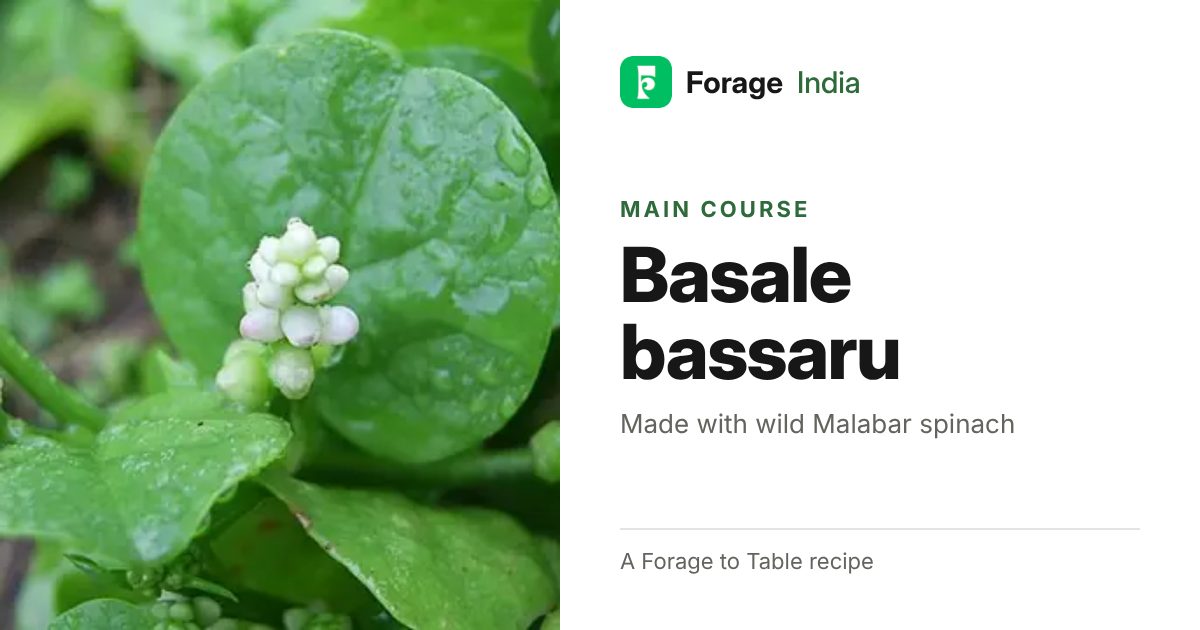 Forage India
MAIN COURSE
Basale
bassaru
Made with wild Malabar spinach
A Forage to Table recipe